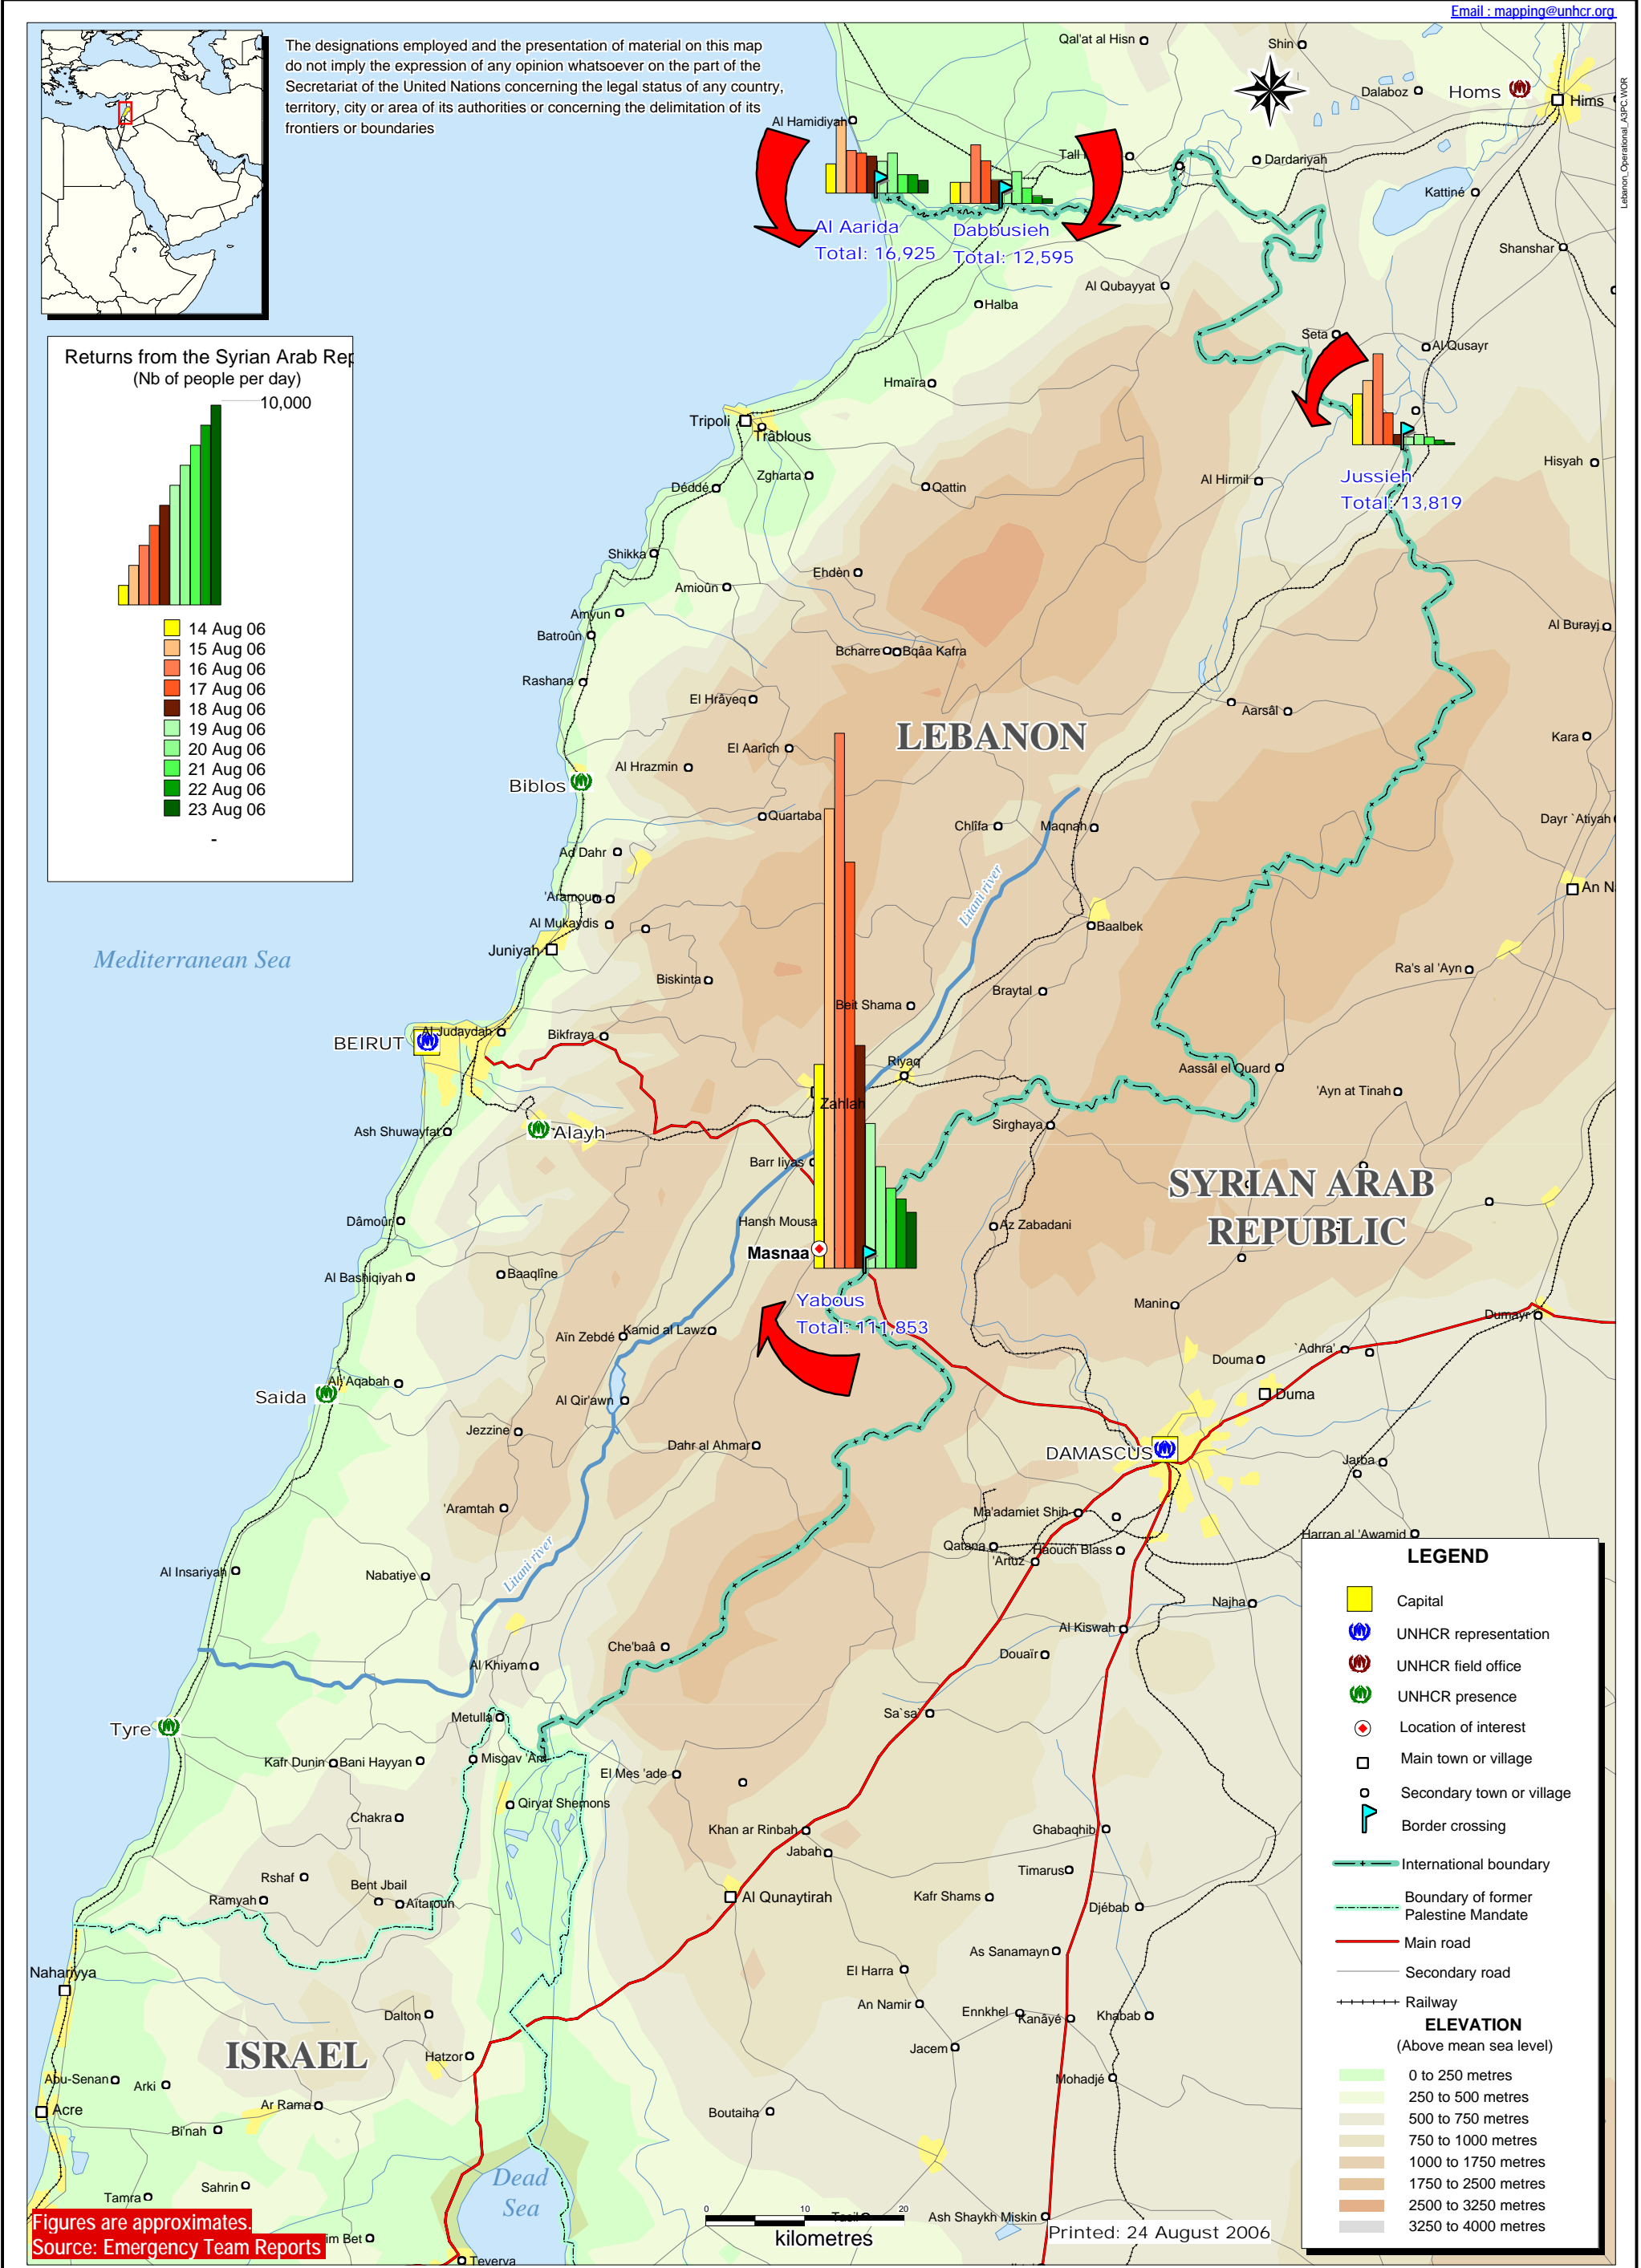 Email : mapping@unhcr.org
The designations employed and the presentation of material on this map
do not imply the expression of any opinion whatsoever on the part of the
Secretariat of the United Nations concerning the legal status of any country,
territory, city or area of its authorities or concerning the delimitation of its
frontiers or boundaries
Lebanon_Operational_A3PC.WOR
Qal'at al Hisn
Shin
Dalaboz
Homs
Hims
Al Hamidiyah
Tall
Dardariyah
Kattiné
Al Aarida
Total: 16,925
Dabbusieh
Total: 12,595
Shanshar
Al Qubayyat
Halba
Seta
Al Qusayr
Hmaïra
Returns from the Syrian Arab Rep
(Nb of people per day)
10,000
14 Aug 06
15 Aug 06
16 Aug 06
17 Aug 06
18 Aug 06
19 Aug 06
20 Aug 06
21 Aug 06
22 Aug 06
23 Aug 06
-
Tripoli
Trâblous
Zgharta
Déddé
Qattin
Al Hirmil
Hisyah
Jussieh
Total: 13,819
Shikka
Ehdèn
Amioûn
Amyun
Batroûn
Al Burayj
Bcharre
Bqâa Kafra
Rashana
El Hrâyeq
Aarsâl
LEBANON
Kara
El Aarîch
Al Hrazmin
Biblos
Quartaba
Chlîfa
Maqnah
Dayr `Atiyah
Ad Dahr
Litani river
'Aramoun
An N
Al Mukaydis
Baalbek
Juniyah
Mediterranean Sea
Biskinta
Ra's al 'Ayn
Braytal
Beit Shama
Al Judaydah
BEIRUT
Bikfraya
Riyaq
Aassâl el Ouard
'Ayn at Tinah
Zahlah
Sirghaya
Ash Shuwayfat
Alayh
Barr Iiyas
SYRIAN ARAB
REPUBLIC
Dâmoûr
Hansh Mousa
Az Zabadani
Masnaa
Al Bashiqiyah
Baaqlîne
Yabous
Total: 111,853
Manin
Dumayr
Aïn Zebdé
Kamid al Lawz
Douma
`Adhra'
Al 'Aqabah
Saida
Al Qir'awn
Duma
Jezzine
Dahr al Ahmar
DAMASCUS
Jarba
'Aramtah
Ma'adamiet Shih
Harran al 'Awamid
Qatana
'Artuz
Haouch Blass
Al Insariyah
Nabatiye
Litani river
Najha
Al Kiswah
Che'baâ
Douaïr
Al Khiyam
Sa`sa'
Metulla
Tyre
Misgav 'Am
Kafr Dunin
Bani Hayyan
El Mes 'ade
Qiryat Shemons
Chakra
Khan ar Rinbah
Ghabaqhib
Jabah
Timarus
Rshaf
Bent Jbail
Ramyah
Aïtaroun
Al Qunaytirah
Kafr Shams
Djébab
As Sanamayn
Nahariyya
El Harra
An Namir
Ennkhel
Kanâyé
Khabab
Dalton
ISRAEL
Hatzor
Jacem
Abu-Senan
Arki
Mohadjé
Acre
Ar Rama
Boutaiha
Bi'nah
Dead
Sea
Sahrin
Tamra
Tasil
Ash Shaykh Miskin
im Bet
Teverya
Figures are approximates.
Source: Emergency Team Reports
0 10 20
kilometres
Printed: 24 August 2006
LEGEND
Capital
UNHCR representation
UNHCR field office
UNHCR presence
Location of interest
Main town or village
Secondary town or village
Border crossing
International boundary
Boundary of former
Palestine Mandate
Main road
Secondary road
Railway
ELEVATION
(Above mean sea level)
0 to 250 metres
250 to 500 metres
500 to 750 metres
750 to 1000 metres
1000 to 1750 metres
1750 to 2500 metres
2500 to 3250 metres
3250 to 4000 metres